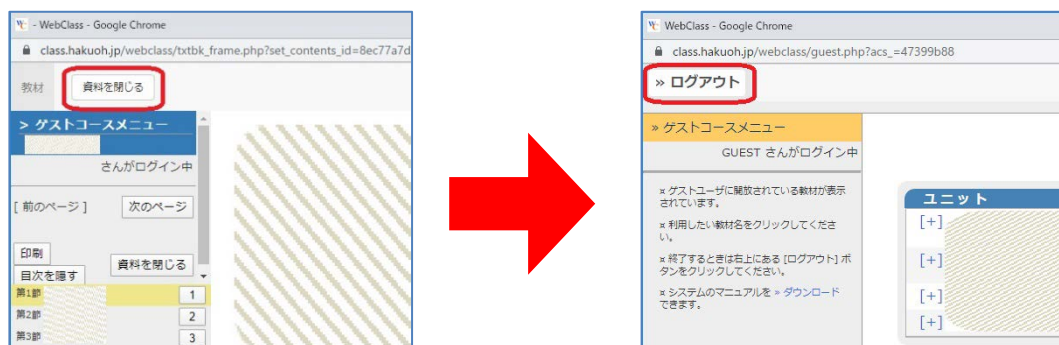 - WebClass - Google Chrome
class.hakuoh.jp/webclass/txtbk_frame.php?set_contents_id=8ec77a7d
教材
資料を閉じる
> ゲストコースメニュー
さんがログイン中
[ 前のページ ]
次のページ
印刷
資料を閉じる
目次を隠す
第1節
1
第2節
2
第3節
3
WebClass - Google Chrome
class.hakuoh.jp/webclass/guest.php?acs_=47399b88
» ログアウト
» ゲストコースメニュー
GUEST さんがログイン中
¤ ゲストユーザに開放されている教材が表示
されています。
¤ 利用したい教材名をクリックしてくださ
い。
¤ 終了するときは右上にある [ログアウト] ボ
タンをクリックしてください。
¤ システムのマニュアルを » ダウンロード
できます。
ユニット
[+]
[+]
[+]
[+]